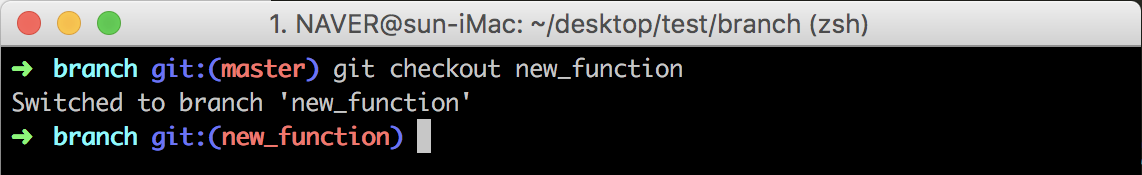 1. NAVER@sun-iMac: ~/desktop/test/branch (zsh)
➜ branch git:(master) git checkout new_function
Switched to branch 'new_function'
➜ branch git:(new_function)